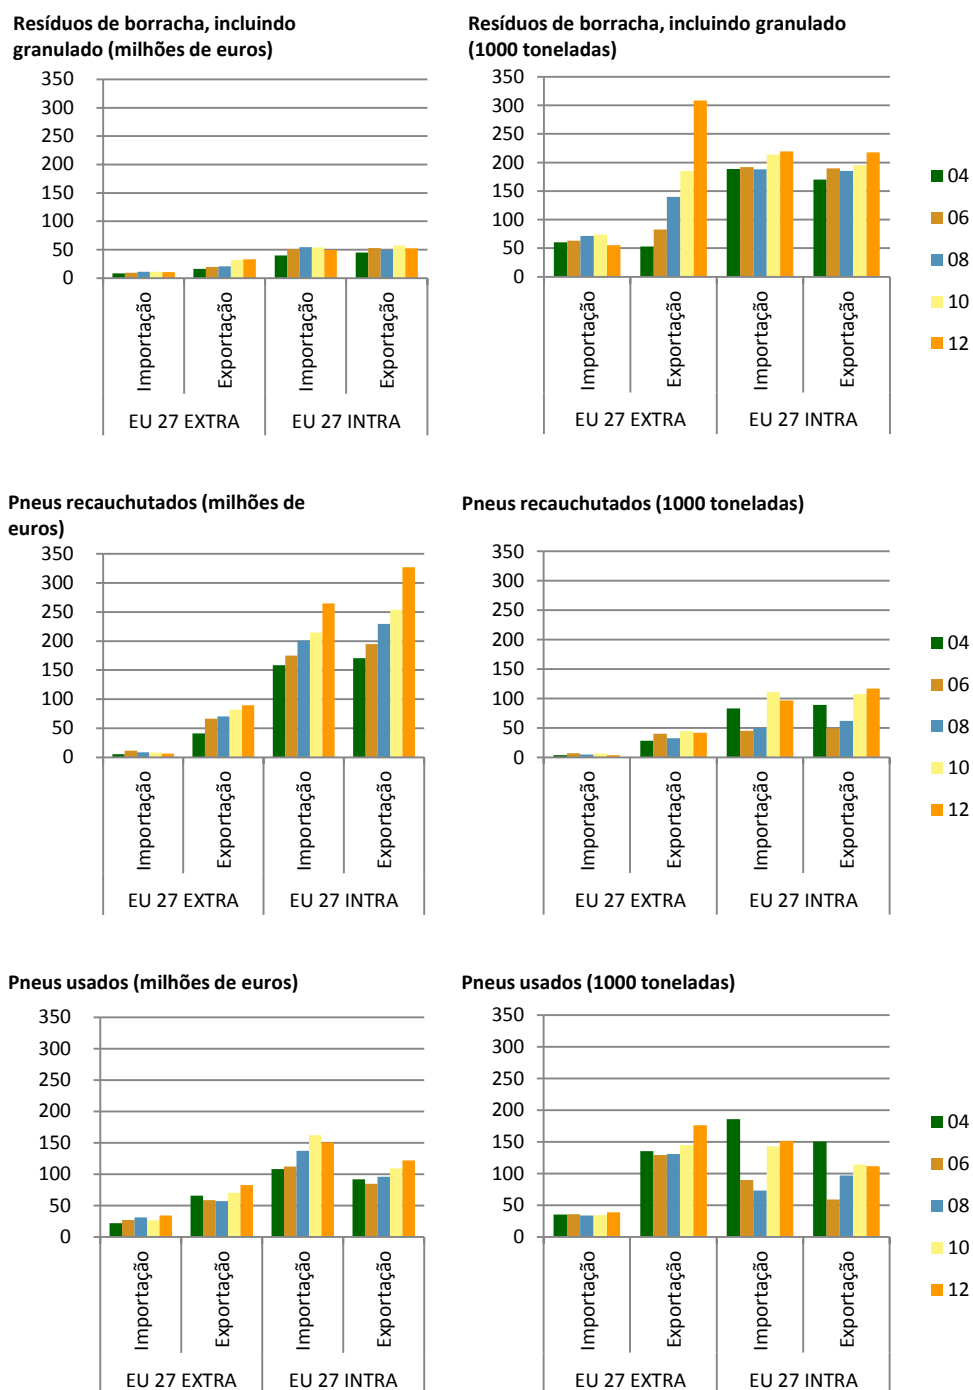 Resíduos de borracha, incluindo
granulado (milhões de euros)
350
300
250
200
150
100
50
0
Importação
Exportação
Importação
Exportação
EU 27 EXTRA
EU 27 INTRA
Resíduos de borracha, incluindo granulado
(1000 toneladas)
350
300
250
200
150
100
50
0
Importação
Exportação
Importação
Exportação
EU 27 EXTRA
EU 27 INTRA
04
06
08
10
12
Pneus recauchutados (milhões de
euros)
350
300
250
200
150
100
50
0
Importação
Exportação
Importação
Exportação
EU 27 EXTRA
EU 27 INTRA
Pneus recauchutados (1000 toneladas)
350
300
250
200
150
100
50
0
Importação
Exportação
Importação
Exportação
EU 27 EXTRA
EU 27 INTRA
04
06
08
10
12
Pneus usados (milhões de euros)
350
300
250
200
150
100
50
0
Importação
Exportação
Importação
Exportação
EU 27 EXTRA
EU 27 INTRA
Pneus usados (1000 toneladas)
350
300
250
200
150
100
50
0
Importação
Exportação
Importação
Exportação
EU 27 EXTRA
EU 27 INTRA
04
06
08
10
12